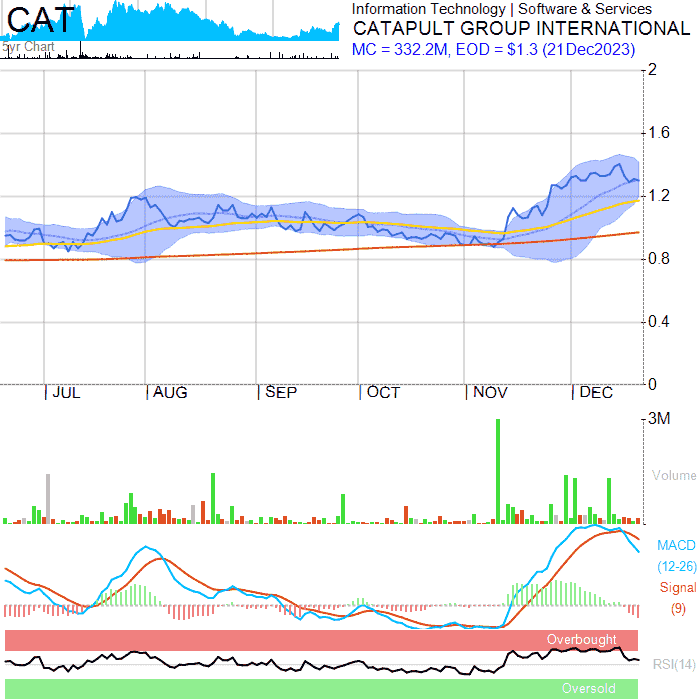 CAT
5yr Chart
Information Technology | Software & Services
CATAPULT GROUP INTERNATIONAL
MC = 332.2M, EOD = $1.3 (21Dec2023)
2
1.6
1.2
0.8
0.4
0
JUL AUG SEP OCT NOV DEC
3M
Volume
MACD
(12-26)
Signal
(9)
Overbought
RSI(14)
Oversold